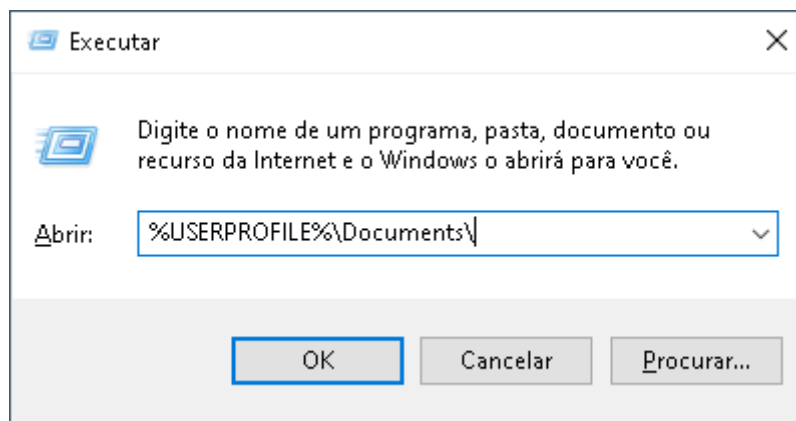 Executar
Digite o nome de um programa, pasta, documento ou
recurso da Internet e o Windows o abrirá para você.
Abrir: %USERPROFILE%\Documents\
OK Cancelar Procurar...